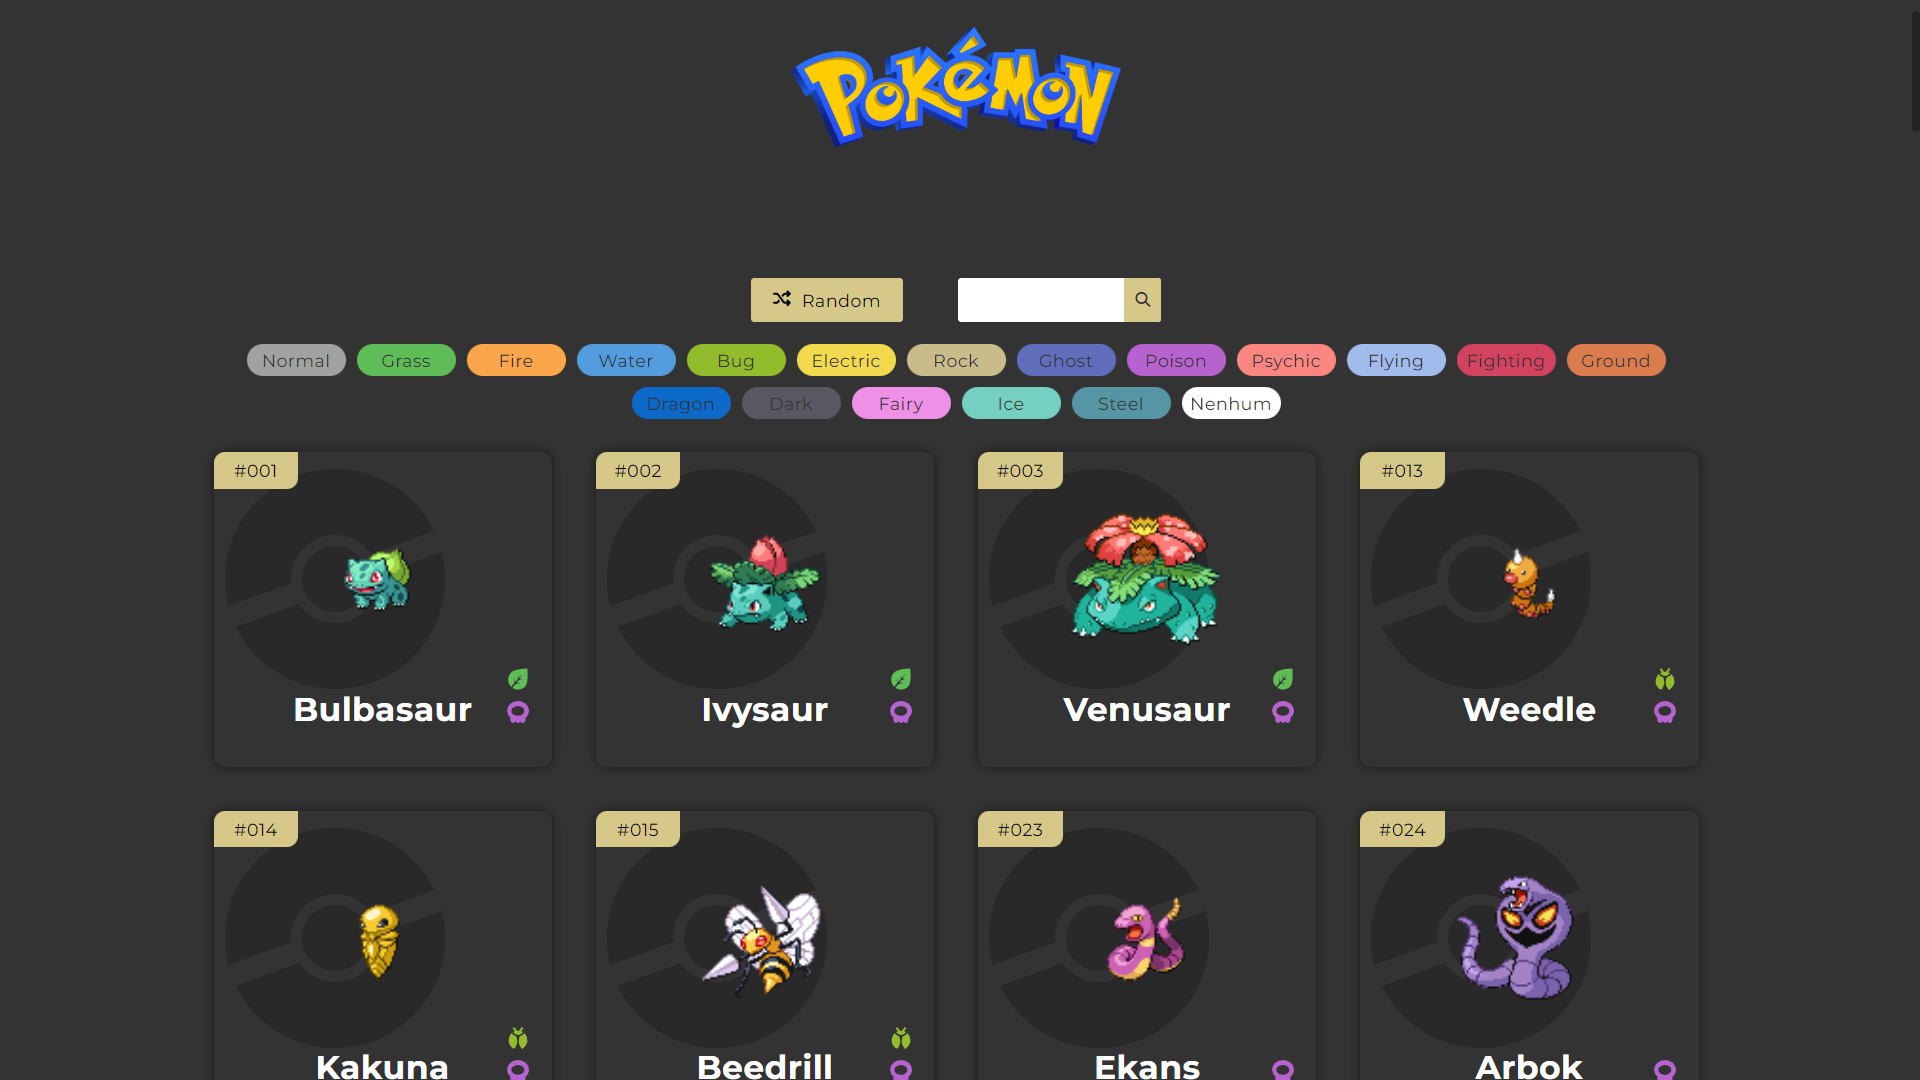 Pokémon
Random
Normal Grass Fire Water Bug Electric Rock Ghost Poison Psychic Flying Fighting Ground
Dragon Dark Fairy Ice Steel Nenhum
#001 #002 #003 #013
Bulbasaur Ivysaur Venusaur Weedle
#014 #015 #023 #024
Kakuna Beedrill Ekans Arbok